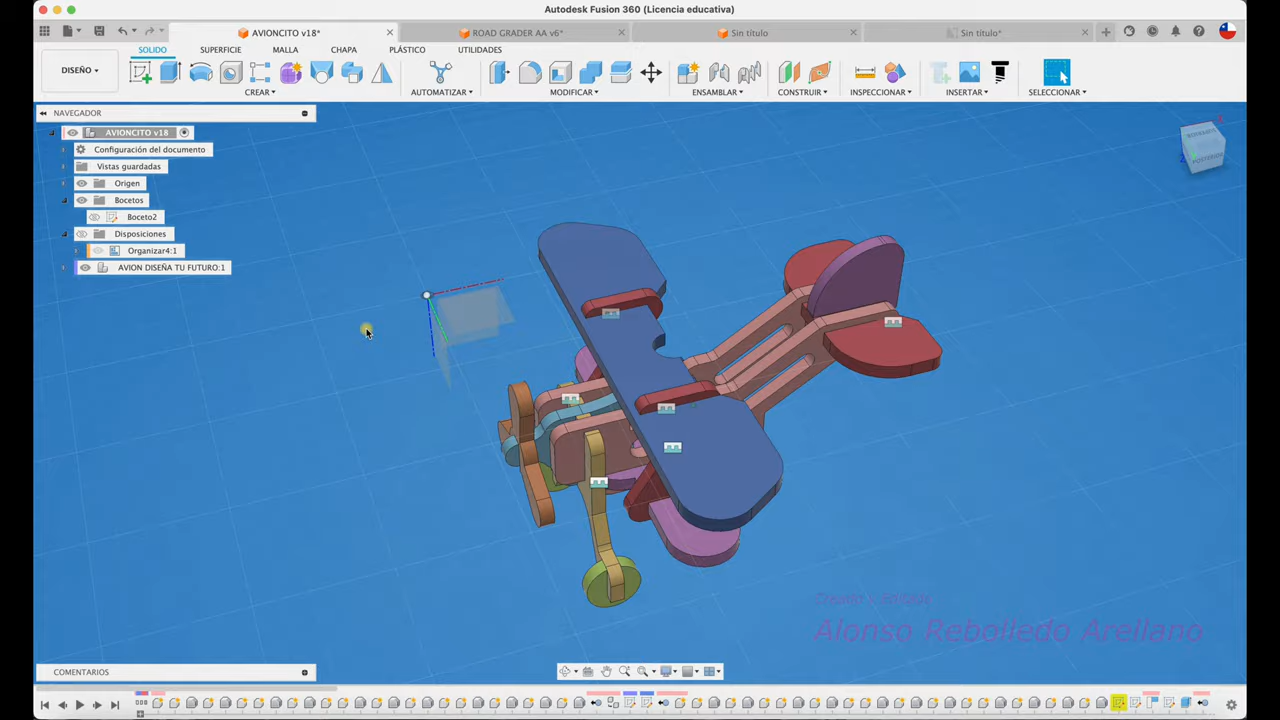 Autodesk Fusion 360 (Licencia educativa)
AVIONCITO v18*
ROAD GRADER AA v6*
Sin título
Sin título*
SOLIDO
SUPERFICIE
MALLA
CHAPA
PLÁSTICO
UTILIDADES
DISEÑO
CREAR
AUTOMATIZAR
MODIFICAR
ENSAMBLAR
CONSTRUIR
INSPECCIONAR
INSERTAR
SELECCIONAR
NAVEGADOR
AVIONCITO v18
Configuración del documento
Vistas guardadas
Origen
Bocetos
Boceto2
Disposiciones
Organizar4:1
AVION DISEÑA TU FUTURO:1
POSTERIOR
Creado y Editado
Alonso Rebolledo Arellano
COMENTARIOS